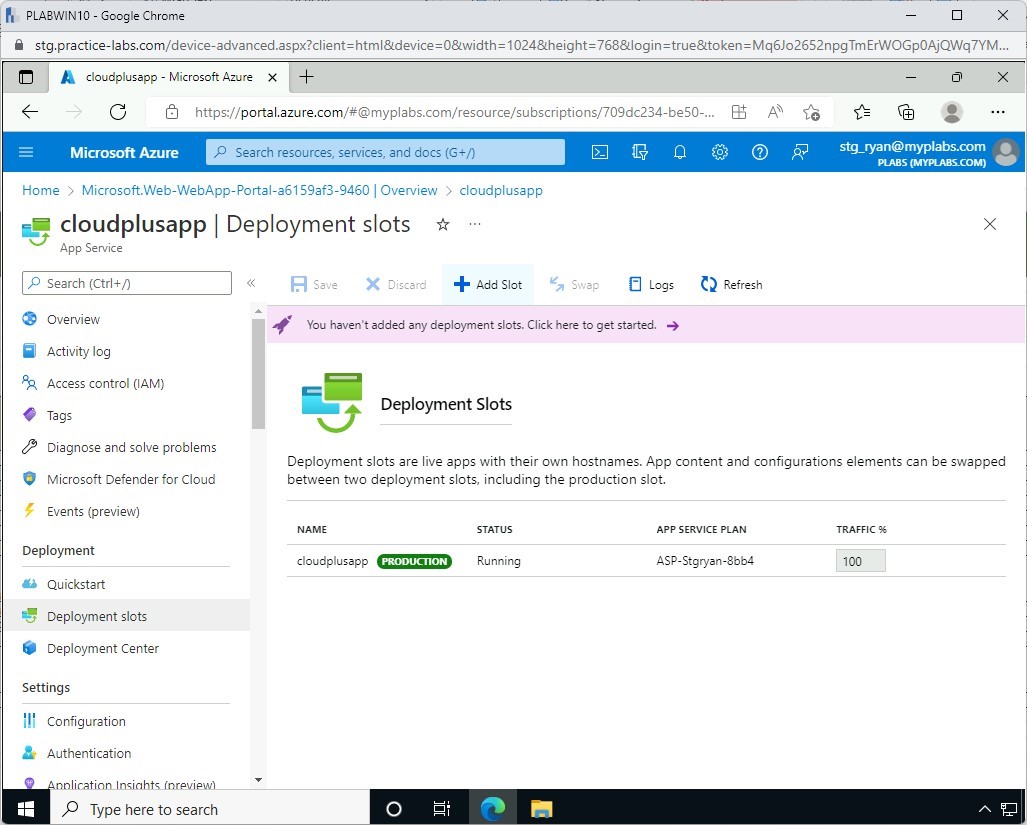 PLABWIN10 - Google Chrome
stg.practice-labs.com/device-advanced.aspx?client=html&device=0&width=1024&height=768&login=true&token=Mq6Jo2652npgTmErWOGp0AjQWq7YM...
cloudplusapp - Microsoft Azure
https://portal.azure.com/#@myplabs.com/resource/subscriptions/709dc234-be50-...
Microsoft Azure
Search resources, services, and docs (G+/)
stg_ryan@myplabs.com
PLABS (MYPLABS.COM)
Home > Microsoft.Web-WebApp-Portal-a6159af3-9460 | Overview > cloudplusapp
cloudplusapp | Deployment slots
App Service
Search (Ctrl+/)
Save Discard Add Slot Swap Logs Refresh
Overview
Activity log
Access control (IAM)
Tags
Diagnose and solve problems
Microsoft Defender for Cloud
Events (preview)
Deployment
Quickstart
Deployment slots
Deployment Center
Settings
Configuration
Authentication
Application Insights (preview)
You haven't added any deployment slots. Click here to get started.
Deployment Slots
Deployment slots are live apps with their own hostnames. App content and configurations elements can be swapped
between two deployment slots, including the production slot.
NAME STATUS APP SERVICE PLAN TRAFFIC %
cloudplusapp PRODUCTION Running ASP-Stgryan-8bb4 100
Type here to search